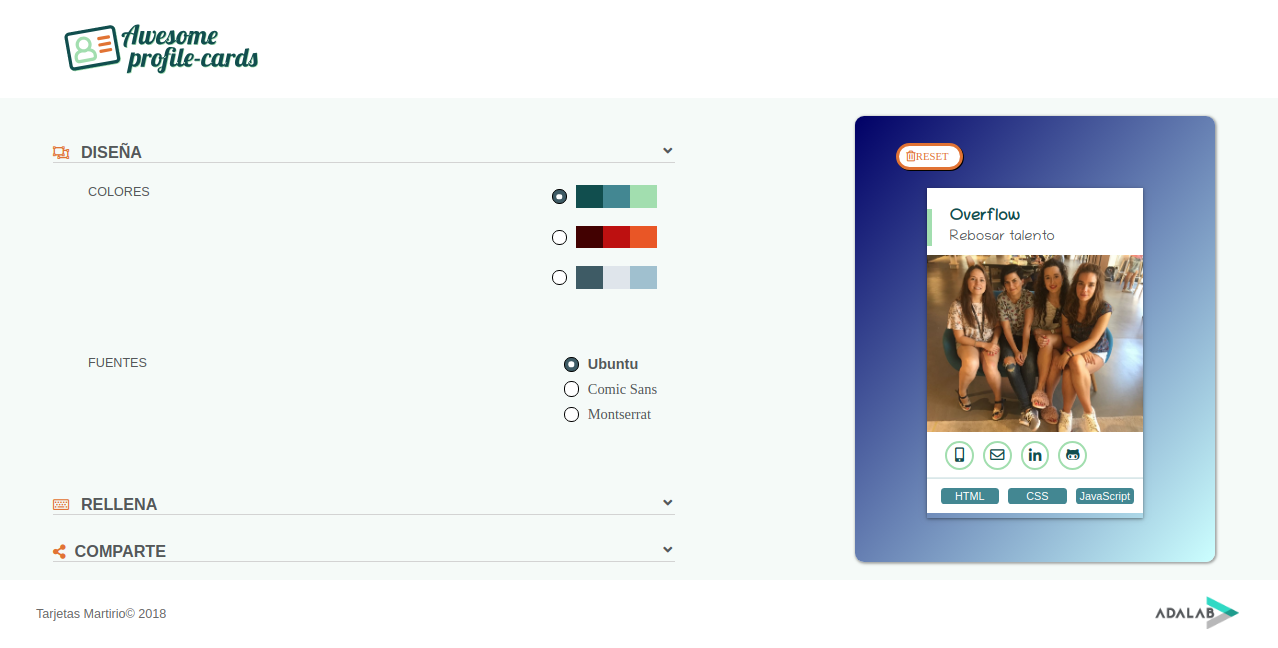 Awesome
profile-cards
DISEÑA
COLORES
FUENTES
Ubuntu
Comic Sans
Montserrat
RELLENA
COMPARTE
RESET
Overflow
Rebosar talento
HTML CSS JavaScript
Tarjetas Martirio© 2018
ADALAB